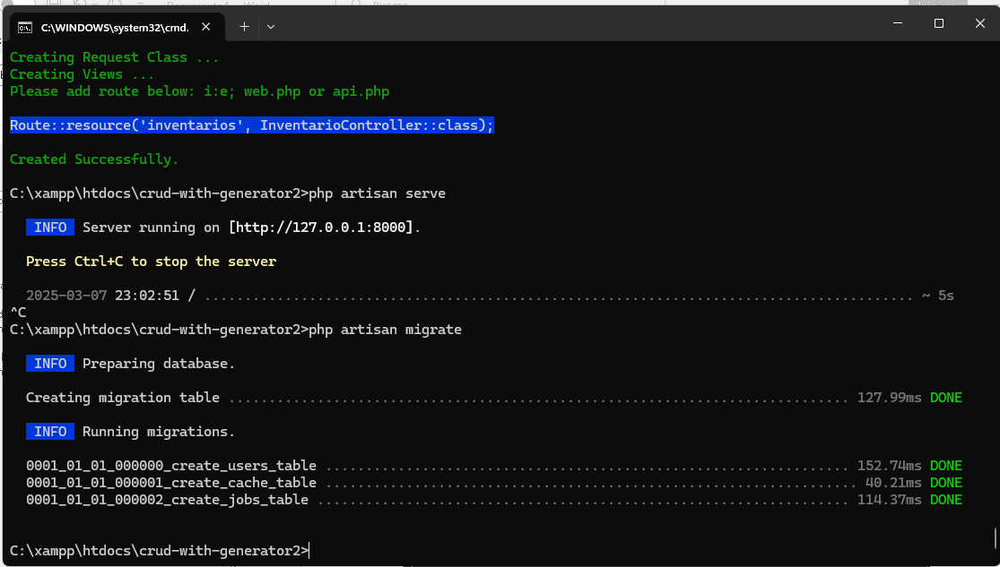 C:\WINDOWS\system32\cmd.
Creating Request Class ...
Creating Views ...
Please add route below: i:e; web.php or api.php
Route::resource('inventarios', InventarioController::class);
Created Successfully.
C:\xampp\htdocs\crud-with-generator2>php artisan serve
INFO Server running on [http://127.0.0.1:8000].
Press Ctrl+C to stop the server
2025-03-07 23:02:51 / ........................................................................................ ~ 5s
^C
C:\xampp\htdocs\crud-with-generator2>php artisan migrate
INFO Preparing database.
Creating migration table ............................................................................. 127.99ms DONE
INFO Running migrations.
0001_01_01_000000_create_users_table ................................................................. 152.74ms DONE
0001_01_01_000001_create_cache_table .................................................................. 40.21ms DONE
0001_01_01_000002_create_jobs_table .................................................................. 114.37ms DONE
C:\xampp\htdocs\crud-with-generator2>